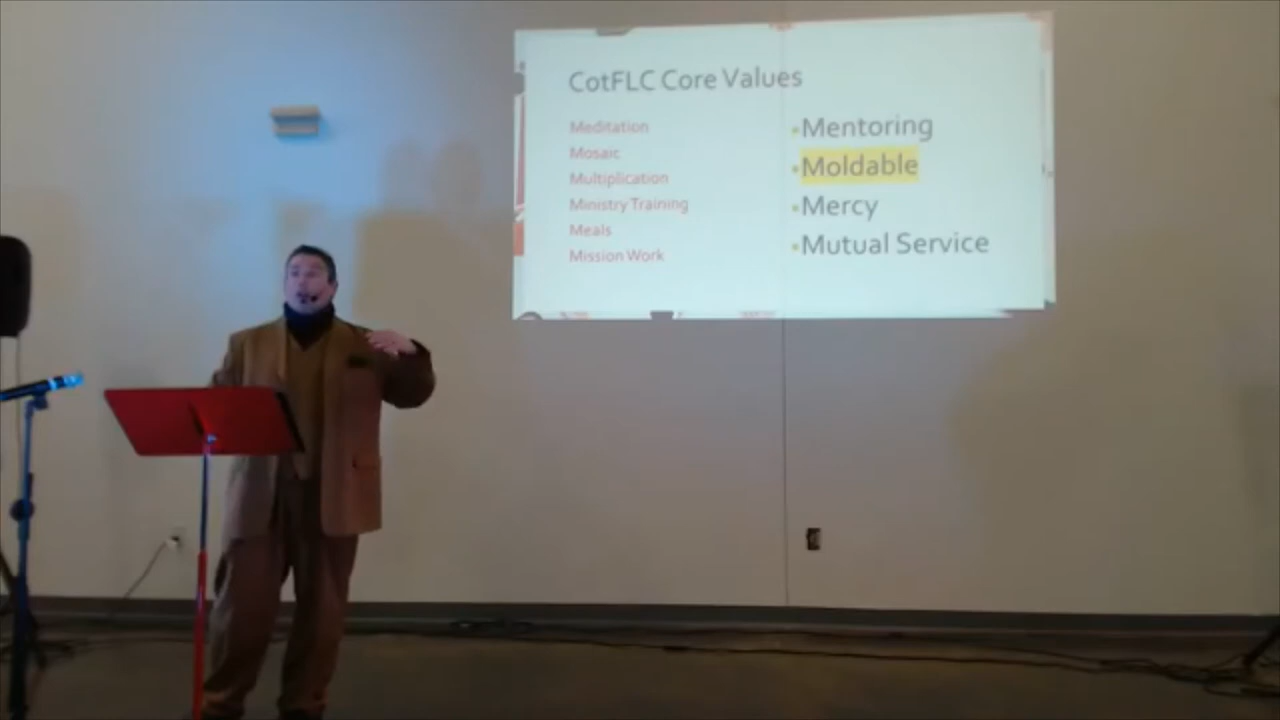 CotFLC Core Values
Meditation
Mosaic
Multiplication
Ministry Training
Meals
Mission Work
•Mentoring
•Moldable
•Mercy
•Mutual Service